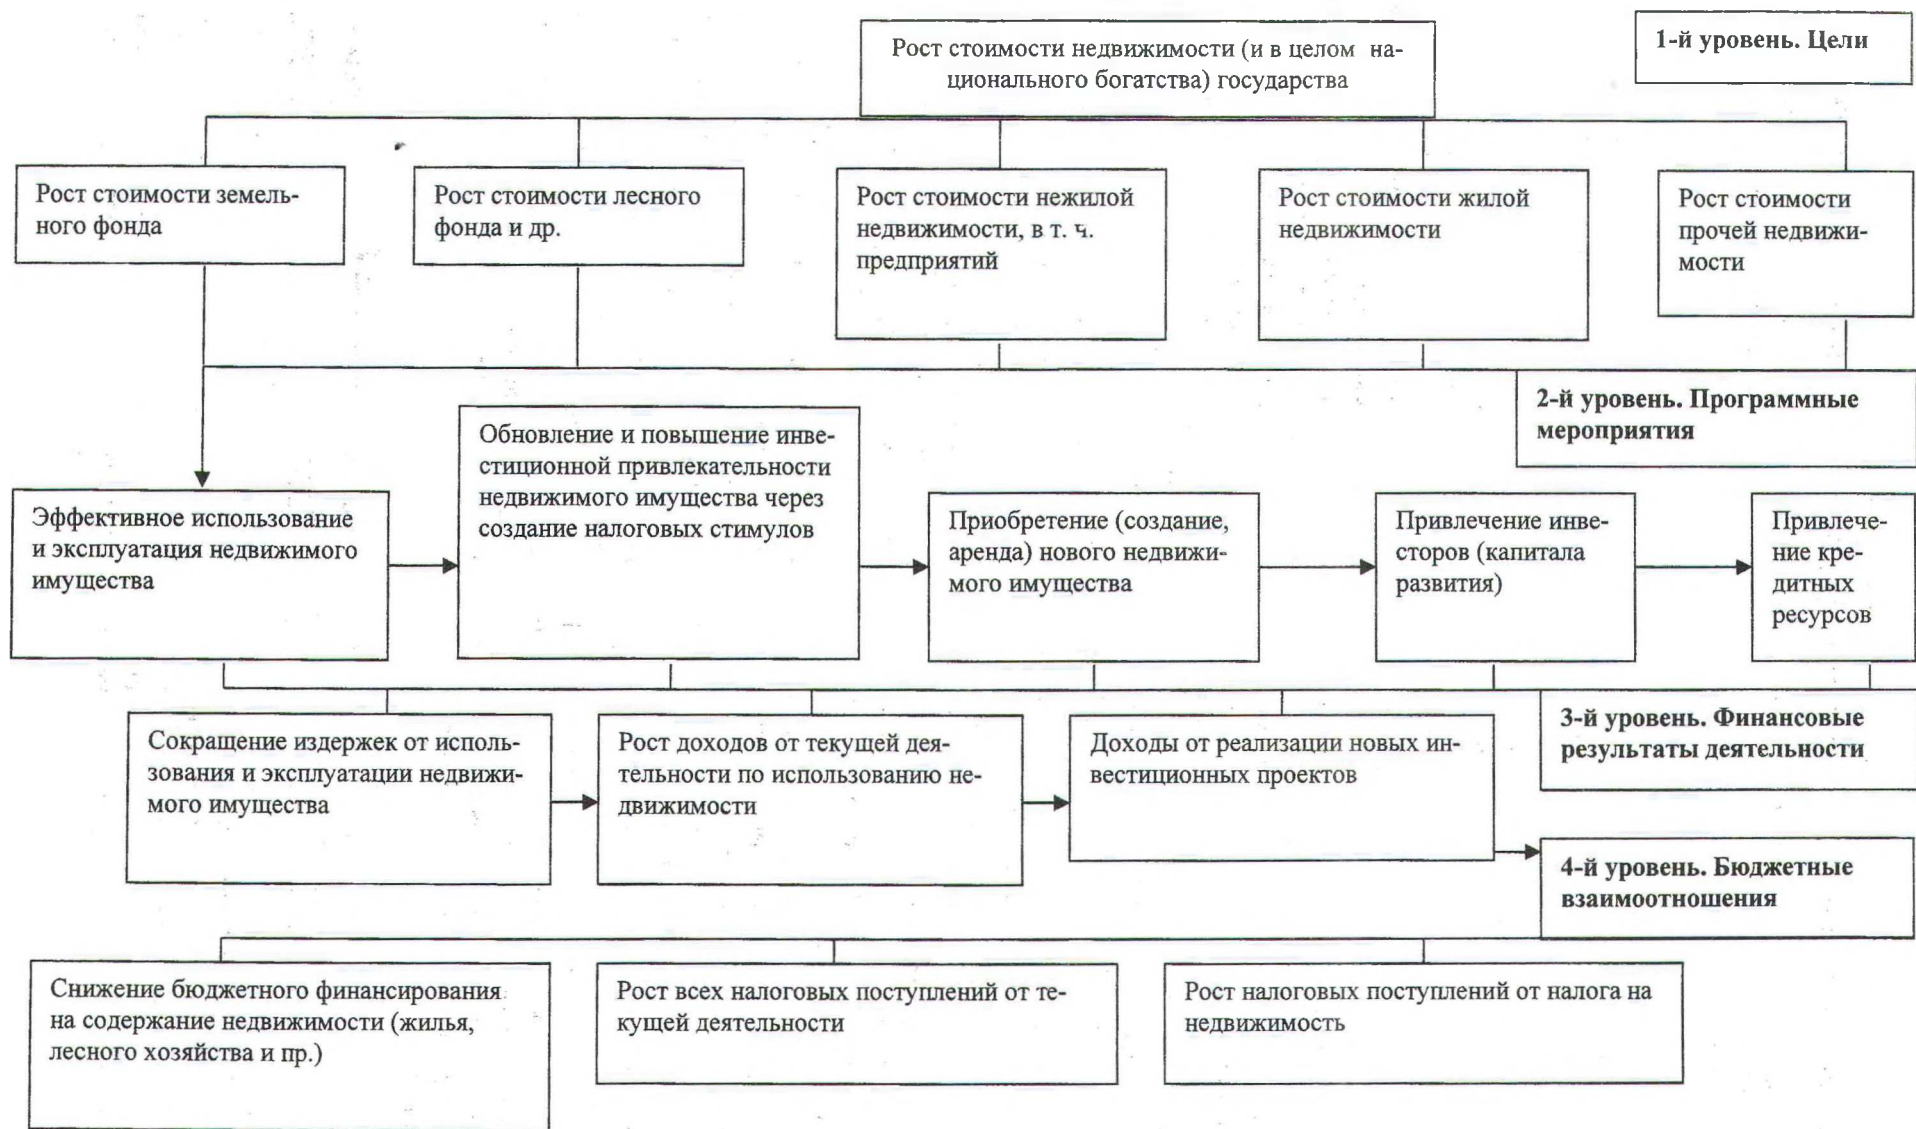 Рост стоимости недвижимости (и в целом на-
ционального богатства) государства
1-й уровень. Цели
Рост стоимости земель-
ного фонда
Рост стоимости лесного
фонда и др.
Рост стоимости нежилой
недвижимости, в т. ч.
предприятий
Рост стоимости жилой
недвижимости
Рост стоимости
прочей недвижи-
мости
2-й уровень. Программные
мероприятия
Эффективное использование
и эксплуатация недвижимого
имущества
Обновление и повышение инве-
стиционной привлекательности
недвижимого имущества через
создание налоговых стимулов
Приобретение (создание,
аренда) нового недвижи-
мого имущества
Привлечение инве-
сторов (капитала
развития)
Привлече-
ние кре-
дитных
ресурсов
3-й уровень. Финансовые
результаты деятельности
Сокращение издержек от исполь-
зования и эксплуатации недвижи-
мого имущества
Рост доходов от текущей дея-
тельности по использованию не-
движимости
Доходы от реализации новых ин-
вестиционных проектов
4-й уровень. Бюджетные
взаимоотношения
Снижение бюджетного финансирования
на содержание недвижимости (жилья,
лесного хозяйства и пр.)
Рост всех налоговых поступлений от те-
кущей деятельности
Рост налоговых поступлений от налога на
недвижимость